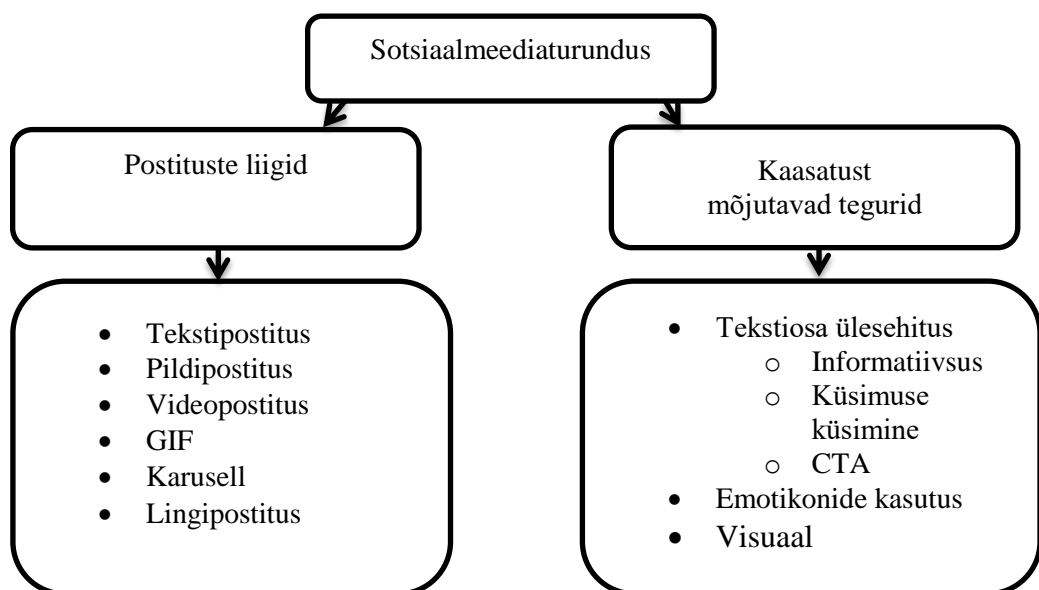 Sotsiaalmeediaturundus
Postituste liigid
Kaasatust
mõjutavad tegurid
• Tekstipostitus
• Pildipostitus
• Videopostitus
• GIF
• Karusell
• Lingipostitus
• Tekstiosa ülesehitus
o Informatiivsus
o Küsimuse
küsimine
o CTA
• Emotikonide kasutus
• Visuaal